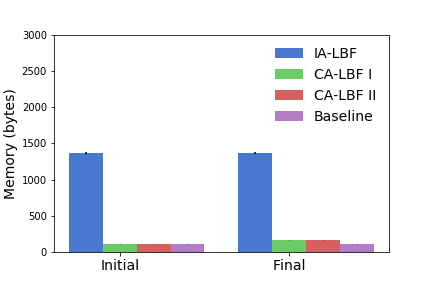 3000
2500
2000
1500
1000
500
0
Memory (bytes)
IA-LBF
CA-LBF I
CA-LBF II
Baseline
Initial
Final